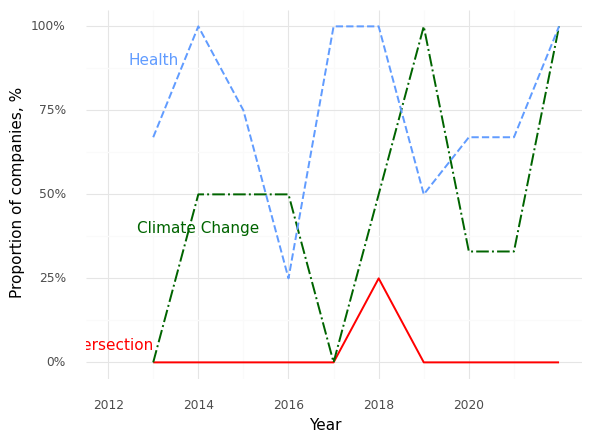 100%
Health
75%
50%
Climate Change
25%
ersection
0%
2012 2014 2016 2018 2020
Year
Proportion of companies, %